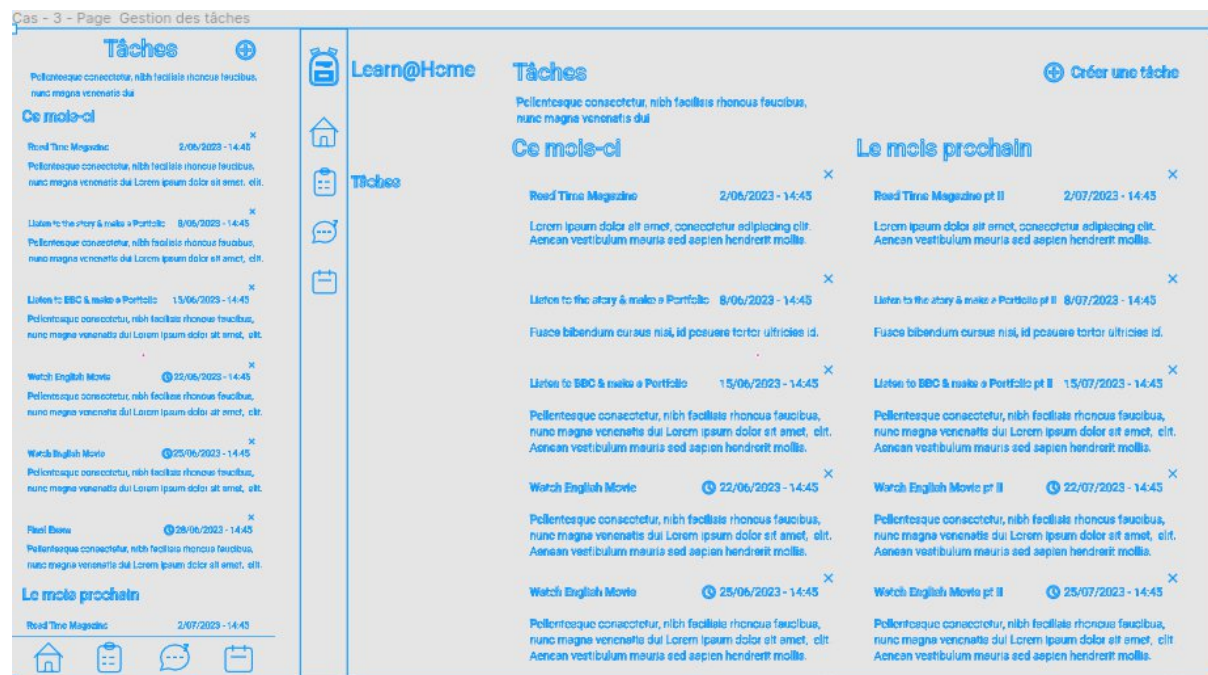 Cas - 3 - Page Gestion des tâches
Tâches
Pellentesque consectetur, nibh facilisis rhoncus faucibus,
nunc magna venenatis dui
Ce mois-ci
Read Time Magazine 2/06/2023 - 14:45
Pellentesque consectetur, nibh facilisis rhoncus faucibus,
nunc magna venenatis dui Lorem ipsum dolor sit amet, elit.
Listen to the story & make a Portfolio 8/06/2023 - 14:45
Pellentesque consectetur, nibh facilisis rhoncus faucibus,
nunc magna venenatis dui Lorem ipsum dolor sit amet, elit.
Listen to BBC & make a Portfolio 15/06/2023 - 14:45
Pellentesque consectetur, nibh facilisis rhoncus faucibus,
nunc magna venenatis dui Lorem ipsum dolor sit amet, elit.
Watch English Movie 22/06/2023 - 14:45
Pellentesque consectetur, nibh facilisis rhoncus faucibus,
nunc magna venenatis dui Lorem ipsum dolor sit amet, elit.
Watch English Movie 25/06/2023 - 14:45
Pellentesque consectetur, nibh facilisis rhoncus faucibus,
nunc magna venenatis dui Lorem ipsum dolor sit amet, elit.
Final Exam 28/06/2023 - 14:45
Pellentesque consectetur, nibh facilisis rhoncus faucibus,
nunc magna venenatis dui Lorem ipsum dolor sit amet, elit.
Le mois prochain
Read Time Magazine 2/07/2023 - 14:45
Learn@Home
Tâches
Tâches
Créer une tâche
Pellentesque consectetur, nibh facilisis rhoncus faucibus,
nunc magna venenatis dui
Ce mois-ci
Read Time Magazine 2/06/2023 - 14:45
Lorem ipsum dolor sit amet, consectetur adipiscing elit.
Aenean vestibulum mauris sed sapien hendrerit mollis.
Listen to the story & make a Portfolio 8/06/2023 - 14:45
Fusce bibendum cursus nisi, id posuere tortor ultricies id.
Listen to BBC & make a Portfolio 15/06/2023 - 14:45
Pellentesque consectetur, nibh facilisis rhoncus faucibus,
nunc magna venenatis dui Lorem ipsum dolor sit amet, elit.
Aenean vestibulum mauris sed sapien hendrerit mollis.
Watch English Movie 22/06/2023 - 14:45
Pellentesque consectetur, nibh facilisis rhoncus faucibus,
nunc magna venenatis dui Lorem ipsum dolor sit amet, elit.
Aenean vestibulum mauris sed sapien hendrerit mollis.
Watch English Movie 25/06/2023 - 14:45
Pellentesque consectetur, nibh facilisis rhoncus faucibus,
nunc magna venenatis dui Lorem ipsum dolor sit amet, elit
Aenean vestibulum mauris sed sapien hendrerit mollis.
Le mois prochain
Read Time Magazine pt II 2/07/2023 - 14:45
Lorem ipsum dolor sit amet, consectetur adipiscing elit.
Aenean vestibulum mauris sed sapien hendrerit mollis.
Listen to the story & make a Portfolio pt II 8/07/2023 - 14:45
Fusce bibendum cursus nisi, id posuere tortor ultricies id.
Listen to BBC & make a Portfolio pt II 15/07/2023 - 14:45
Pellentesque consectetur, nibh facilisis rhoncus faucibus,
nunc magna venenatis dui Lorem ipsum dolor sit amet, elit.
Aenean vestibulum mauris sed sapien hendrerit mollis.
Watch English Movie pt II 22/07/2023 - 14:45
Pellentesque consectetur, nibh facilisis rhoncus faucibus,
nunc magna venenatis dui Lorem ipsum dolor sit amet, elit.
Aenean vestibulum mauris sed sapien hendrerit mollis.
Watch English Movie pt II 25/07/2023 - 14:45
Pellentesque consectetur, nibh facilisis rhoncus faucibus,
nunc magna venenatis dui Lorem ipsum dolor sit amet, elit
Aenean vestibulum mauris sed sapien hendrerit mollis.